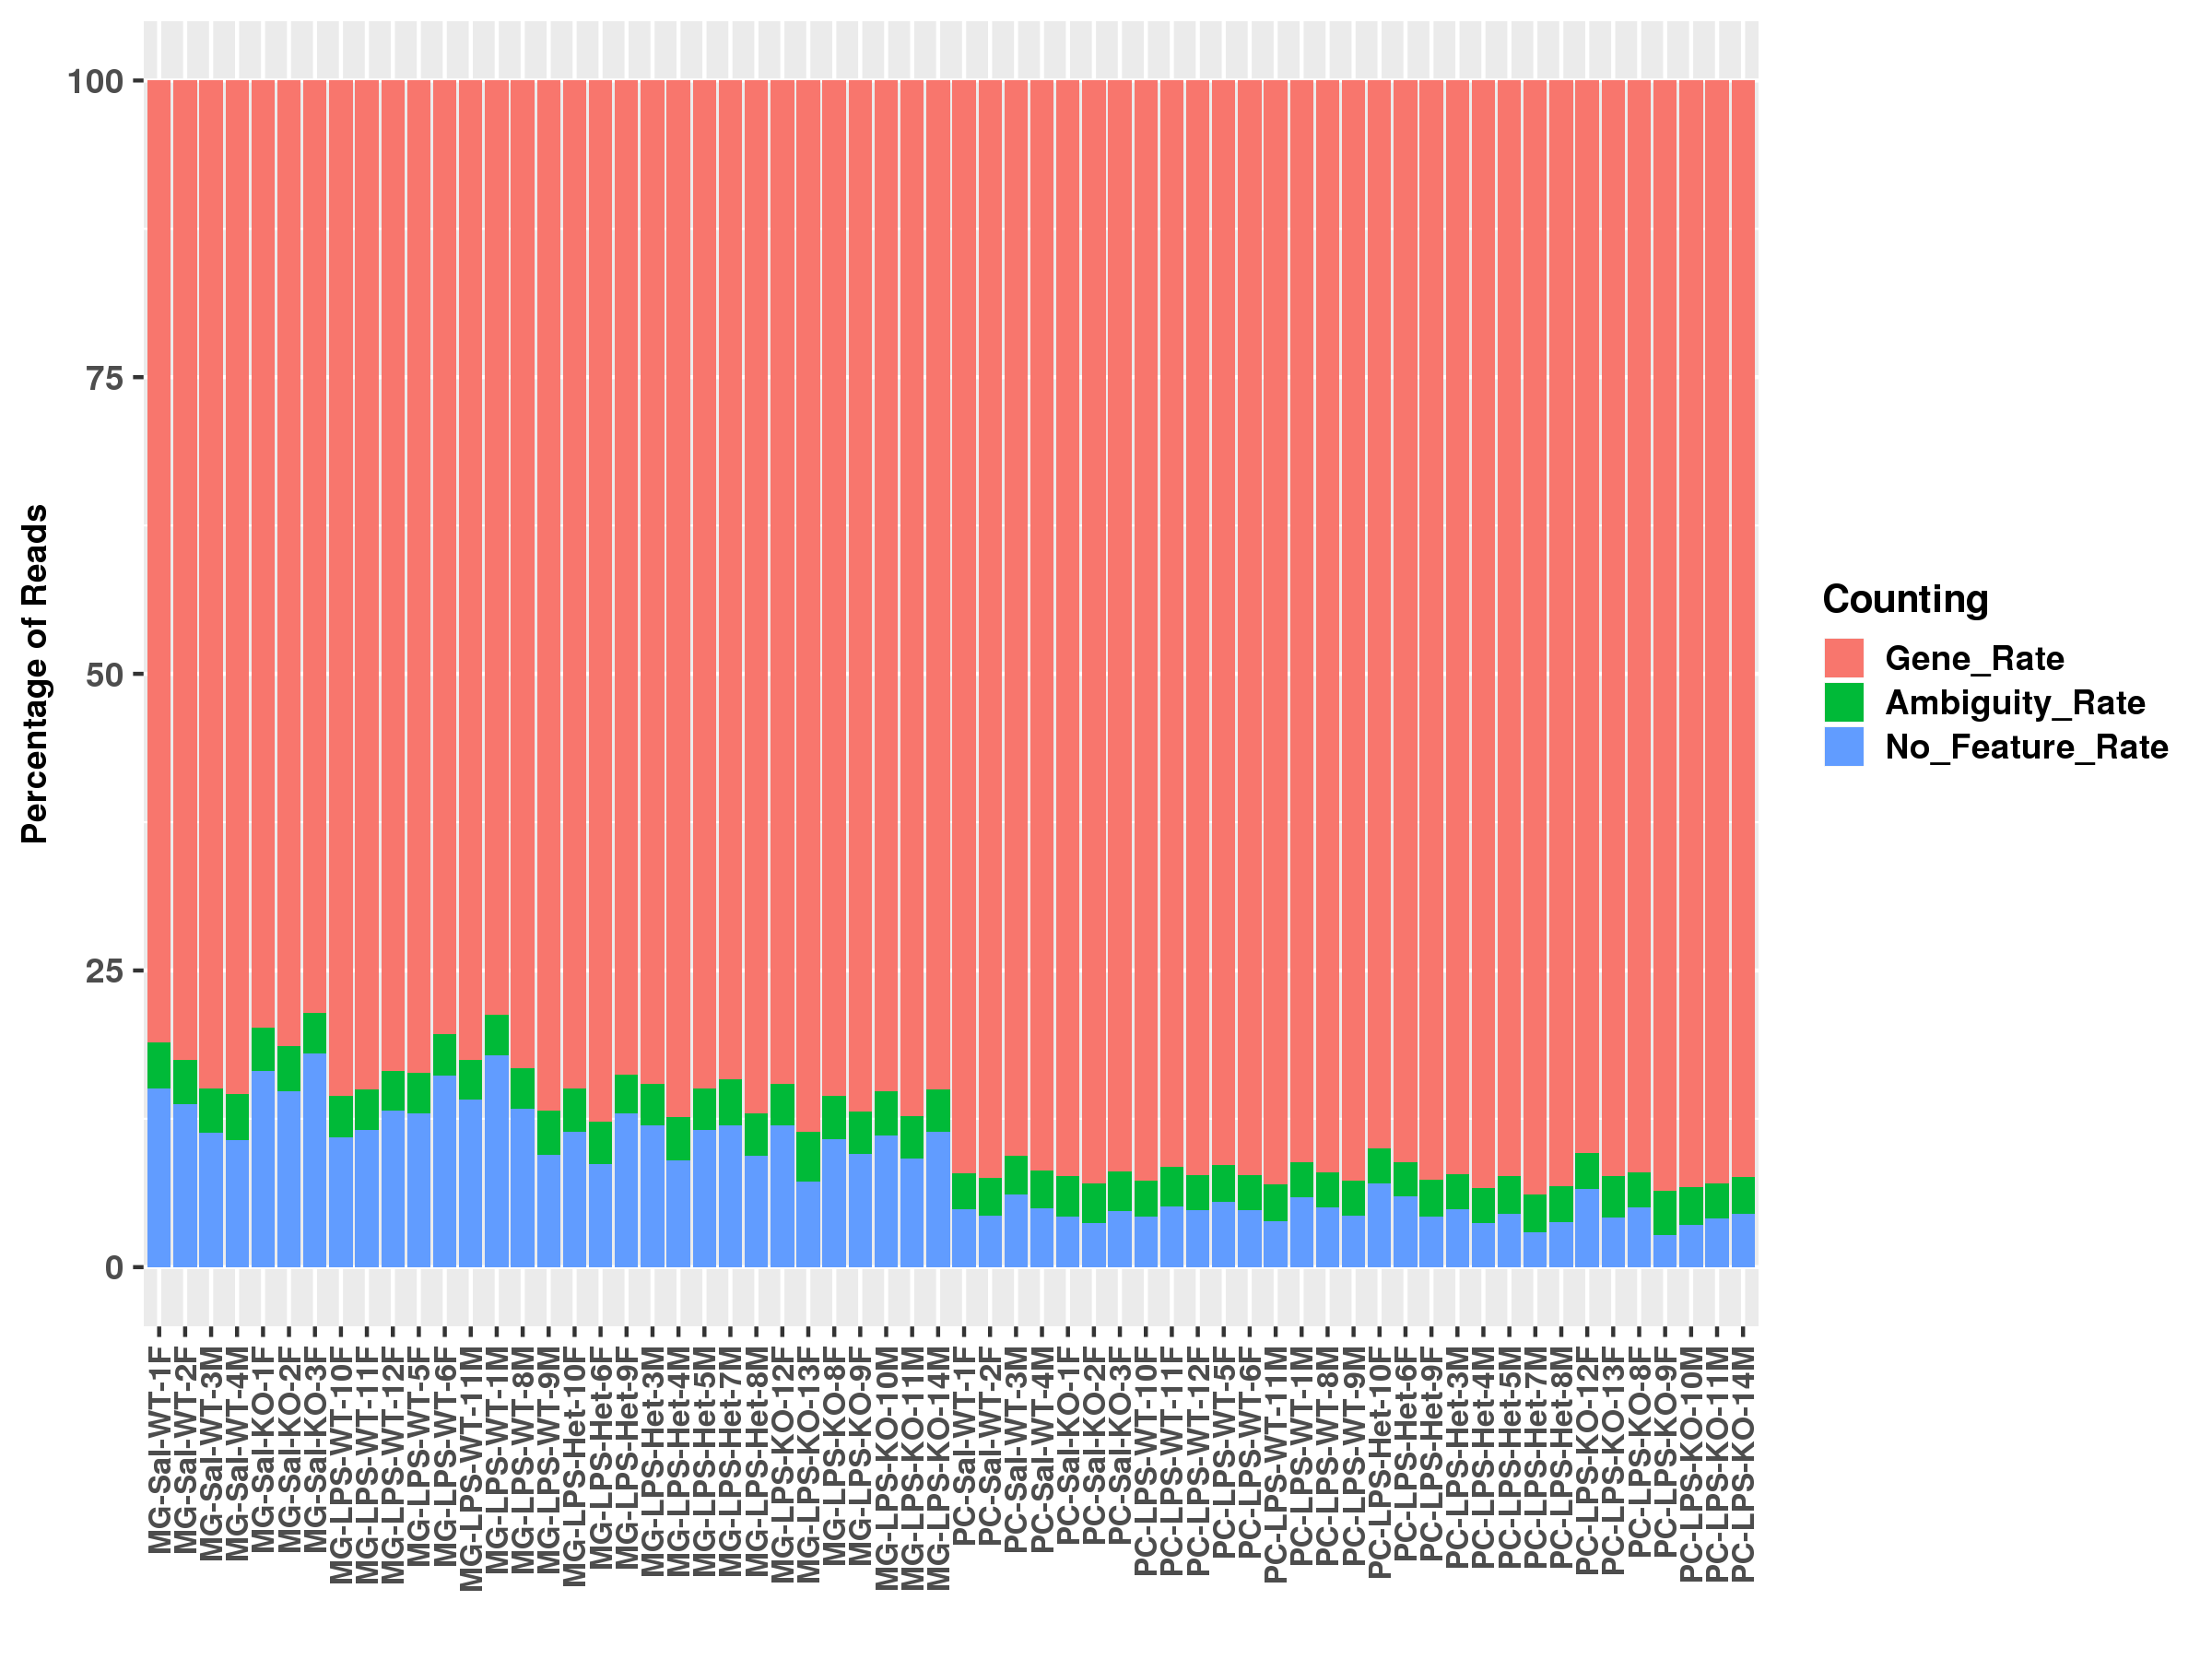 Percentage of Reads
100
75
50
25
0
MG-Sal-WT-1F
MG-Sal-WT-2F
MG-Sal-WT-3M
MG-Sal-WT-4M
MG-Sal-KO-1F
MG-Sal-KO-2F
MG-Sal-KO-3F
MG-LPS-WT-10F
MG-LPS-WT-11F
MG-LPS-WT-12F
MG-LPS-WT-5F
MG-LPS-WT-6F
MG-LPS-WT-11M
MG-LPS-WT-1M
MG-LPS-WT-8M
MG-LPS-WT-9M
MG-LPS-Het-10F
MG-LPS-Het-6F
MG-LPS-Het-9F
MG-LPS-Het-3M
MG-LPS-Het-4M
MG-LPS-Het-5M
MG-LPS-Het-7M
MG-LPS-Het-8M
MG-LPS-KO-12F
MG-LPS-KO-13F
MG-LPS-KO-8F
MG-LPS-KO-9F
MG-LPS-KO-10M
MG-LPS-KO-11M
MG-LPS-KO-14M
PC-Sal-WT-1F
PC-Sal-WT-2F
PC-Sal-WT-3M
PC-Sal-WT-4M
PC-Sal-KO-1F
PC-Sal-KO-2F
PC-Sal-KO-3F
PC-LPS-WT-10F
PC-LPS-WT-11F
PC-LPS-WT-12F
PC-LPS-WT-5F
PC-LPS-WT-6F
PC-LPS-WT-11M
PC-LPS-WT-1M
PC-LPS-WT-8M
PC-LPS-WT-9M
PC-LPS-Het-10F
PC-LPS-Het-6F
PC-LPS-Het-9F
PC-LPS-Het-3M
PC-LPS-Het-4M
PC-LPS-Het-5M
PC-LPS-Het-7M
PC-LPS-Het-8M
PC-LPS-KO-12F
PC-LPS-KO-13F
PC-LPS-KO-8F
PC-LPS-KO-9F
PC-LPS-KO-10M
PC-LPS-KO-11M
PC-LPS-KO-14M
Counting
Gene_Rate
Ambiguity_Rate
No_Feature_Rate